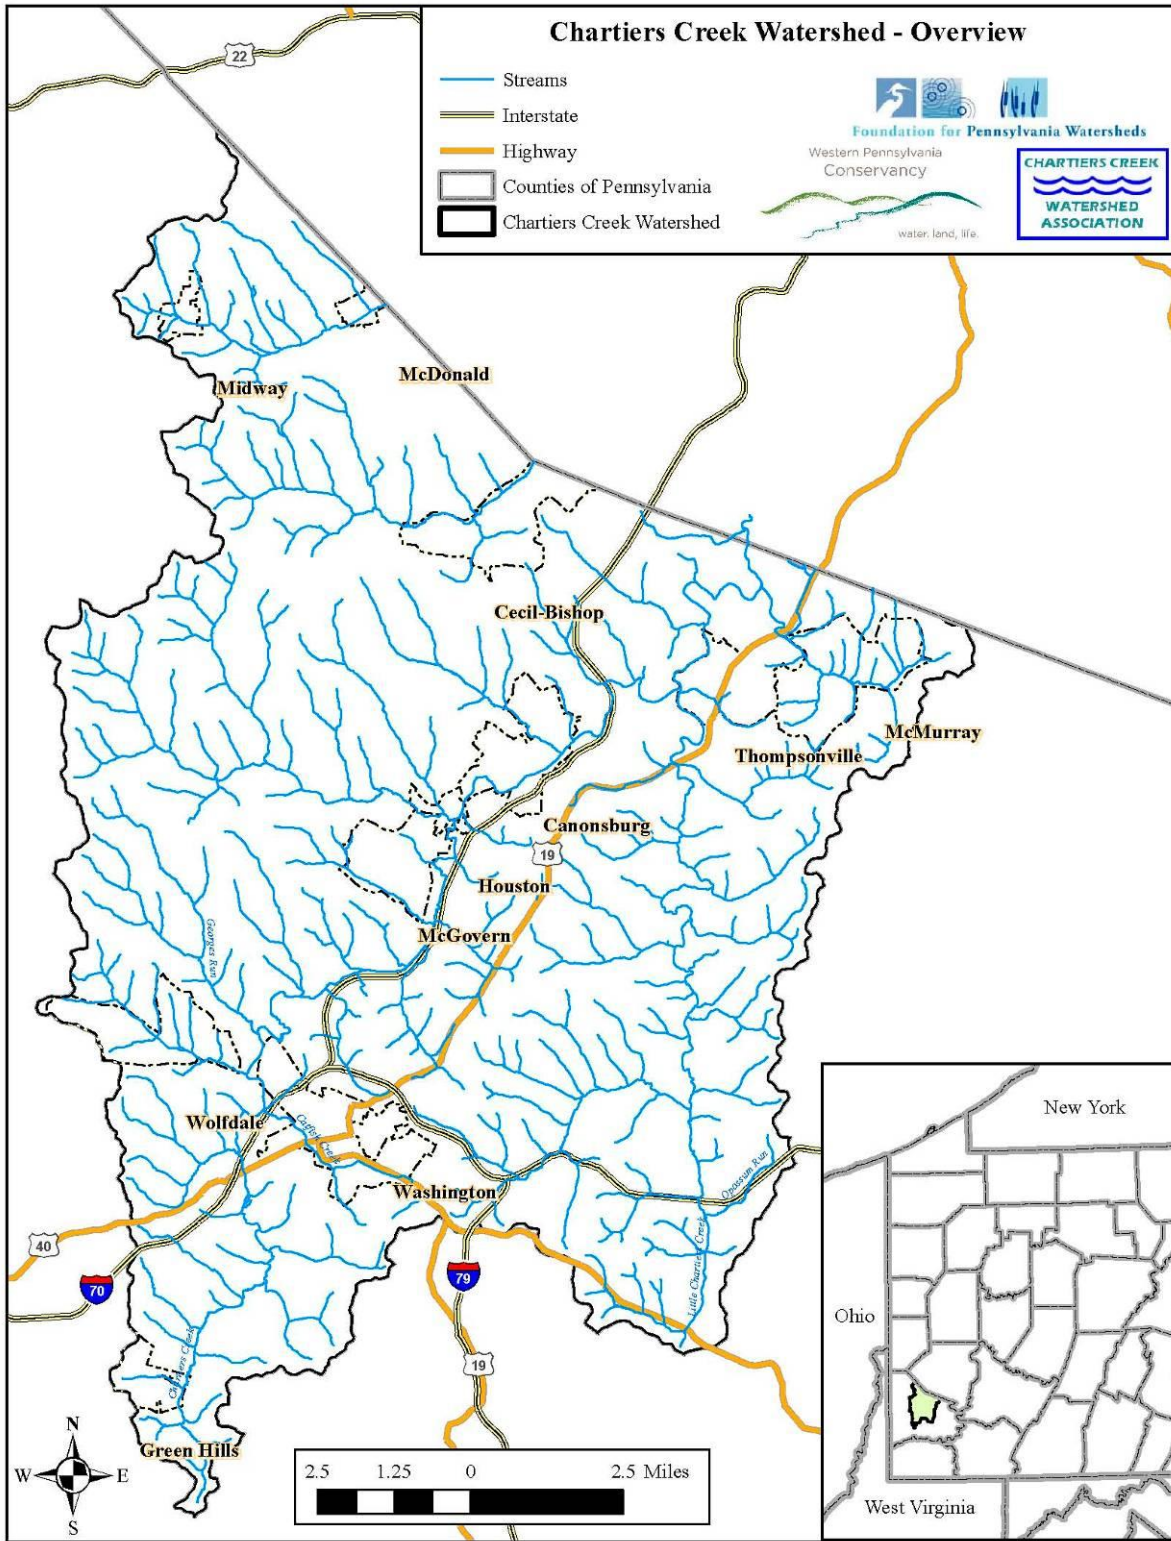 Chartiers Creek Watershed - Overview
Streams
Interstate
Highway
Counties of Pennsylvania
Chartiers Creek Watershed
Foundation for Pennsylvania Watersheds
Western Pennsylvania
Conservancy
water, land, life.
CHARTIERS CREEK
WATERSHED
ASSOCIATION
22
Midway
McDonald
Cecil-Bishop
McMurray
Thompsonville
Canonsburg
19
Houston
McGovern
Georges Run
Wolfdale
Catfish Creek
Washington
Opossum Run
Little Chartiers Creek
40
70
79
19
Chartiers Creek
Green Hills
N
W E
S
2.5 1.25 0 2.5 Miles
New York
Ohio
West Virginia